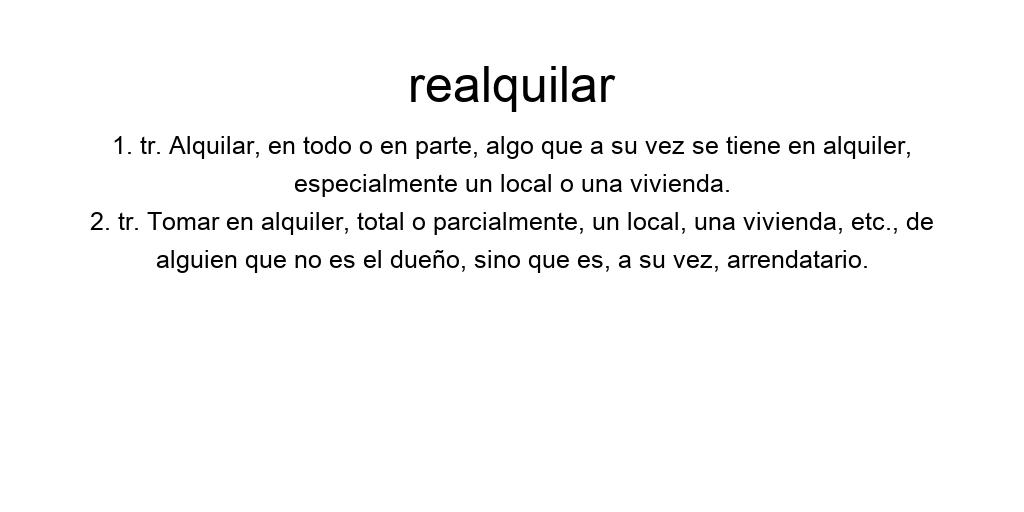 realquilar
1. tr. Alquilar, en todo o en parte, algo que a su vez se tiene en alquiler,
especialmente un local o una vivienda.
2. tr. Tomar en alquiler, total o parcialmente, un local, una vivienda, etc., de
alguien que no es el dueño, sino que es, a su vez, arrendatario.